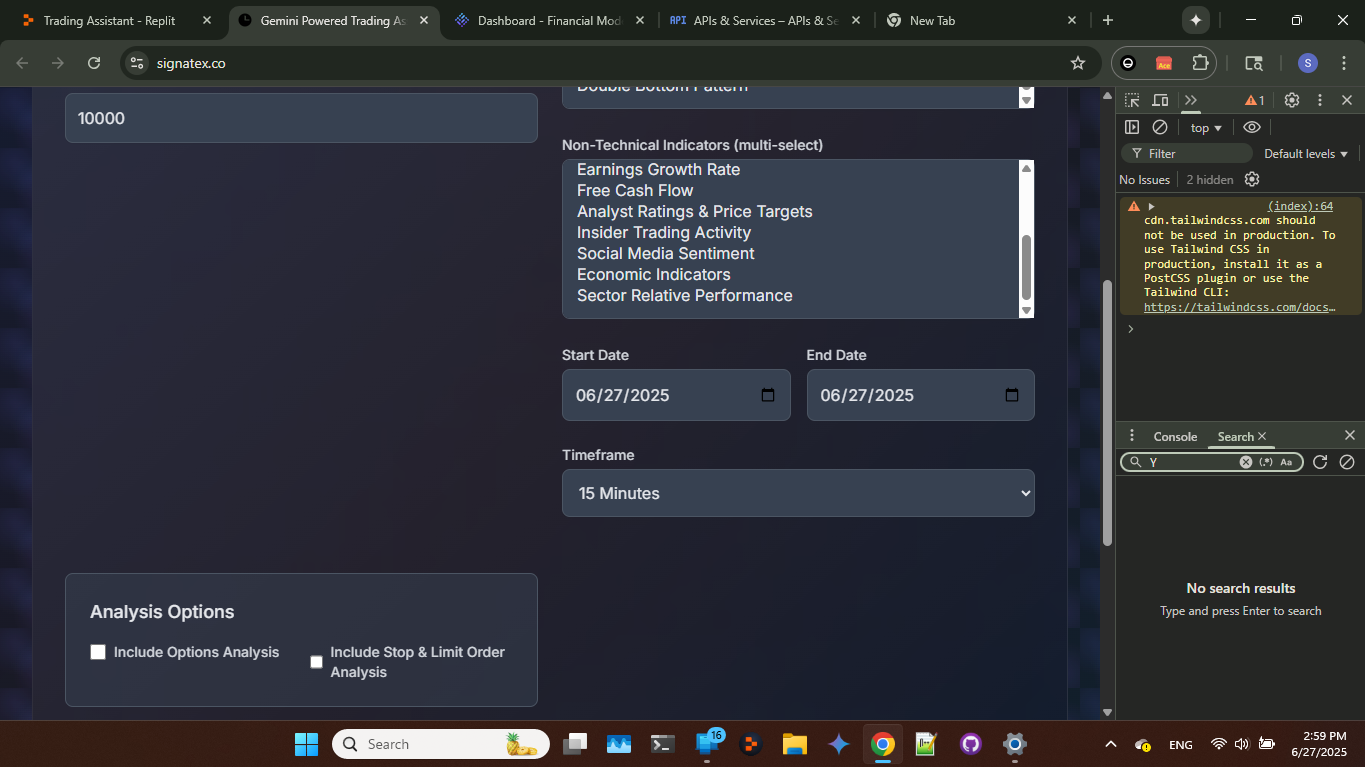 Trading Assistant - Replit
Gemini Powered Trading As
Dashboard - Financial Mode
API APIs & Services – APIs & Se
New Tab
signatex.co
Ace
S
10000
Double Bottom Pattern
Non-Technical Indicators (multi-select)
Earnings Growth Rate
Free Cash Flow
Analyst Ratings & Price Targets
Insider Trading Activity
Social Media Sentiment
Economic Indicators
Sector Relative Performance
Start Date
End Date
06/27/2025
06/27/2025
Timeframe
15 Minutes
Analysis Options
Include Options Analysis
Include Stop & Limit Order
Analysis
1
top
Filter
Default levels
No Issues
2 hidden
(index):64
cdn.tailwindcss.com should
not be used in production. To
use Tailwind CSS in
production, install it as a
PostCSS plugin or use the
Tailwind CLI:
https://tailwindcss.com/docs…
Console
Search
Y
(.*)
Aa
No search results
Type and press Enter to search
Search
16
ENG
2:59 PM
6/27/2025